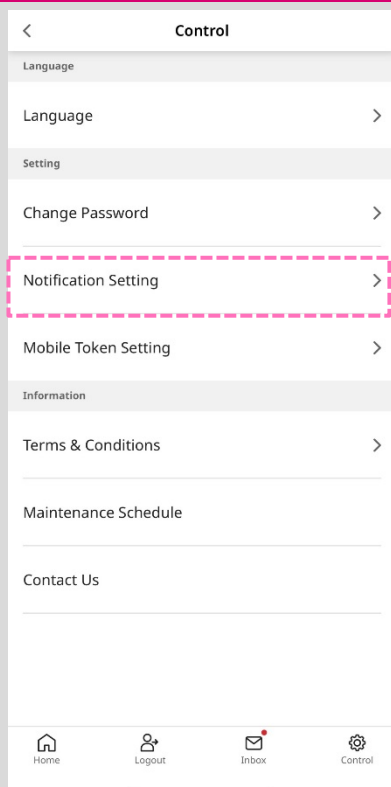 Control
Language
Language
Setting
Change Password
Notification Setting
Mobile Token Setting
Information
Terms & Conditions
Maintenance Schedule
Contact Us
Home Logout Inbox Control